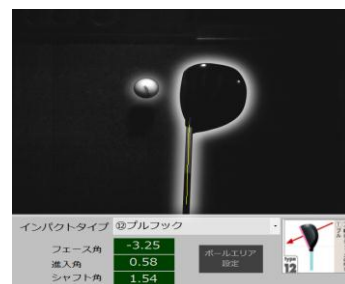 インパクトタイプ ⑫プルフック
フェース角 -3.25
進入角 0.58
シャフト角 1.54
ボールエリア
設定
type
12